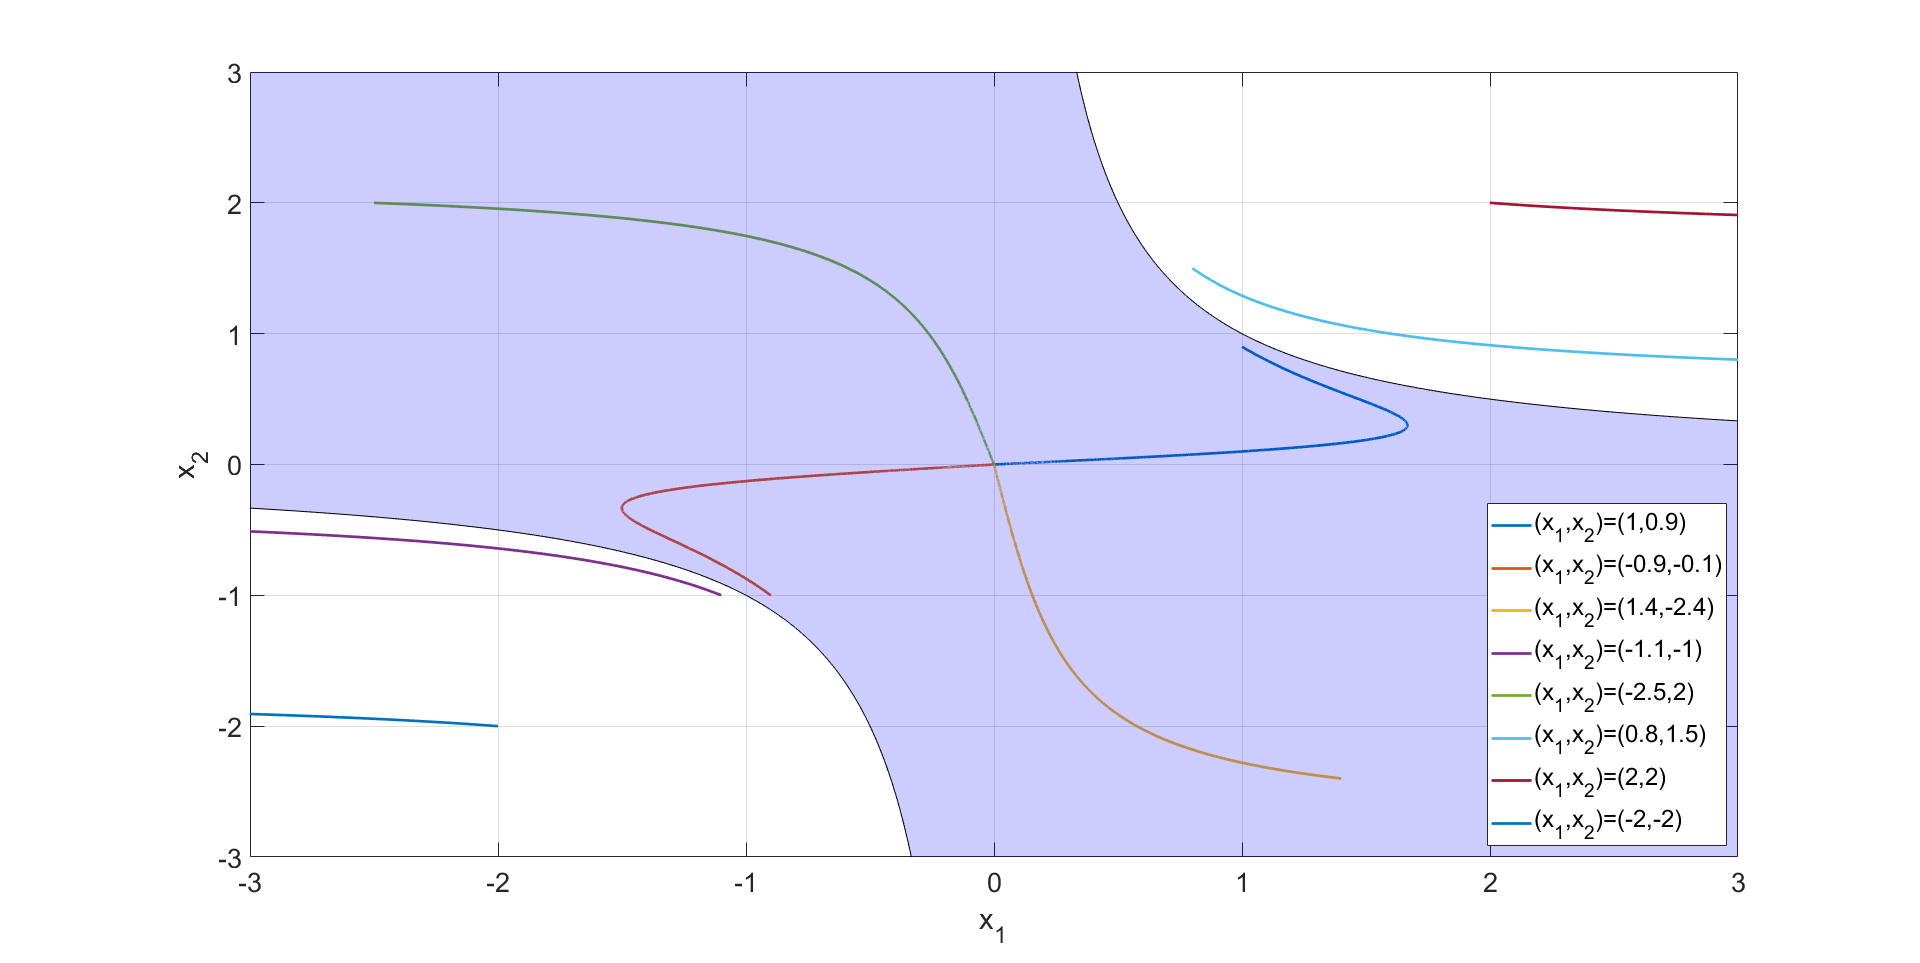 3
2
1
0
-1
-2
-3
-3 -2 -1 0 1 2 3
x2
x1
(x1,x2)=(1,0.9)
(x1,x2)=(-0.9,-0.1)
(x1,x2)=(1.4,-2.4)
(x1,x2)=(-1.1,-1)
(x1,x2)=(-2.5,2)
(x1,x2)=(0.8,1.5)
(x1,x2)=(2,2)
(x1,x2)=(-2,-2)